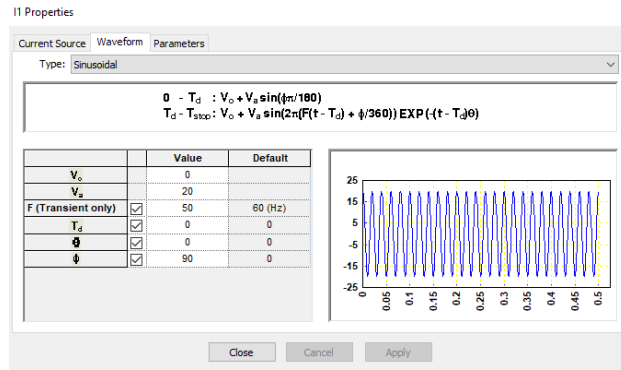 I1 Properties
Current Source Waveform Parameters
Type: Sinusoidal
0 - Td : Vo + Va sin(ϕπ/180)
Td - Tstop : Vo + Va sin(2π(F(t - Td) + ϕ/360)) EXP(-(t - Td)θ)
Value Default
Vo 0
Va 20
F (Transient only) 50 60 (Hz)
Td 0 0
θ 0 0
ϕ 90 0
25
15
5
-5
-15
-25
0 0.05 0.1 0.15 0.2 0.25 0.3 0.35 0.4 0.45 0.5
Close Cancel Apply